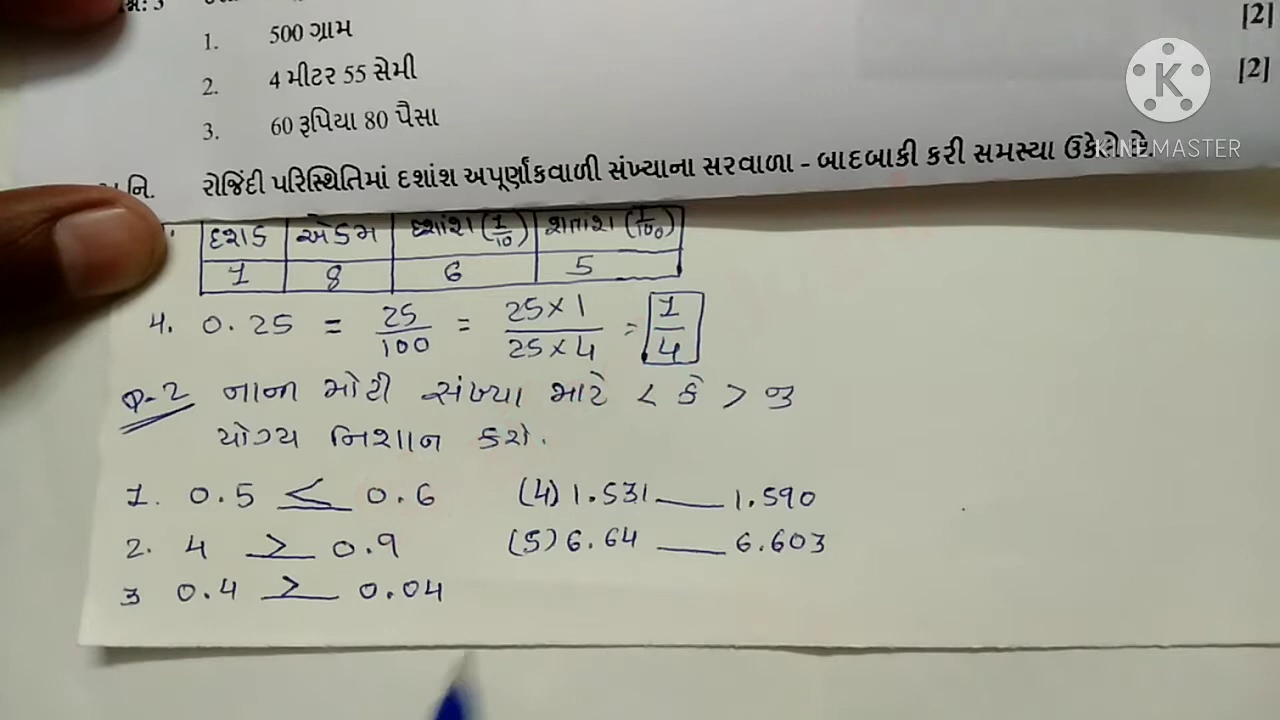 1. 500 ગ્રામ [2]
2. 4 મીટર 55 સેમી [2]
3. 60 રૂપિયા 80 પૈસા
નિ. રોજિંદી પરિસ્થિતિમાં દશાંશ અપૂર્ણાંકવાળી સંખ્યાના સરવાળા - બાદબાકી કરી સમસ્યા ઉકેલે છે.
K
KINEMASTER
દશક એકમ દશાંશ (1/10) શતાંશ (1/100)
1 8 6 5
4. 0.25 = 25/100 = 25×1/25×4 = 1/4
Q-2 નાની મોટી સંખ્યા માટે < કે > નું
યોગ્ય નિશાન કરો.
1. 0.5 < 0.6 (4) 1.531 __ 1.590
2. 4 > 0.9 (5) 6.64 __ 6.603
3 0.4 > 0.04